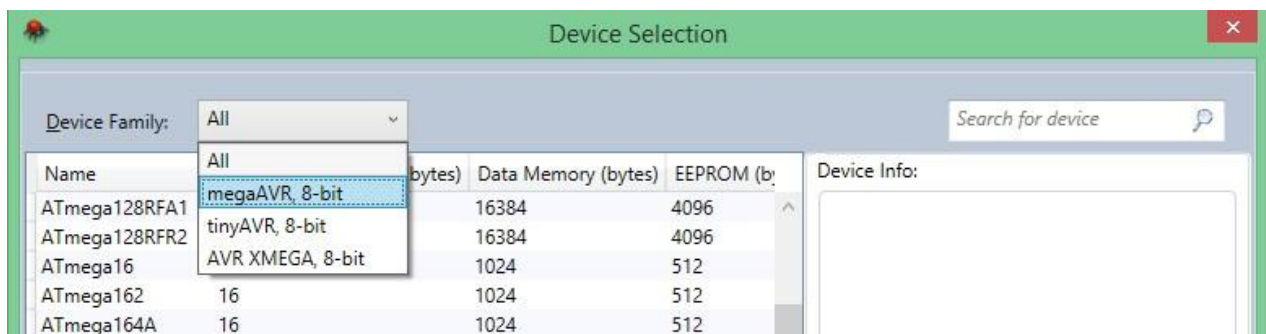 Device Selection
Device Family: All Search for device
All
megaAVR, 8-bit
tinyAVR, 8-bit
AVR XMEGA, 8-bit
Name bytes) Data Memory (bytes) EEPROM (by Device Info:
ATmega128RFA1 16384 4096
ATmega128RFR2 16384 4096
ATmega16 1024 512
ATmega162 16 1024 512
ATmega164A 16 1024 512